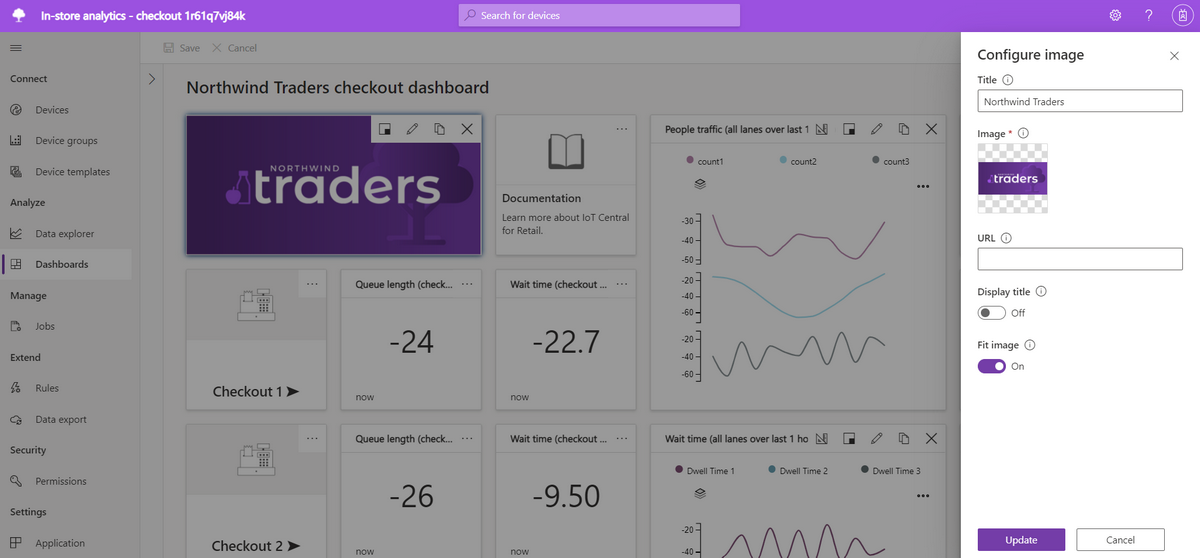 In-store analytics - checkout 1r61q7vj84k
Search for devices
?
Save
Cancel
Connect
Devices
Device groups
Device templates
Analyze
Data explorer
Dashboards
Manage
Jobs
Extend
Rules
Data export
Security
Permissions
Settings
Application
Northwind Traders checkout dashboard
NORTHWIND
traders
Documentation
Learn more about IoT Central
for Retail.
People traffic (all lanes over last 1
count1
count2
count3
-30
-40
-50
-20
-40
-60
-20
-40
-60
Checkout 1
Queue length (check...
-24
now
Wait time (checkout ...
-22.7
now
Checkout 2
Queue length (check...
-26
now
Wait time (checkout ...
-9.50
now
Wait time (all lanes over last 1 ho
Dwell Time 1
Dwell Time 2
Dwell Time 3
-20
-40
Configure image
Title
Northwind Traders
Image *
traders
URL
Display title
Off
Fit image
On
Update
Cancel